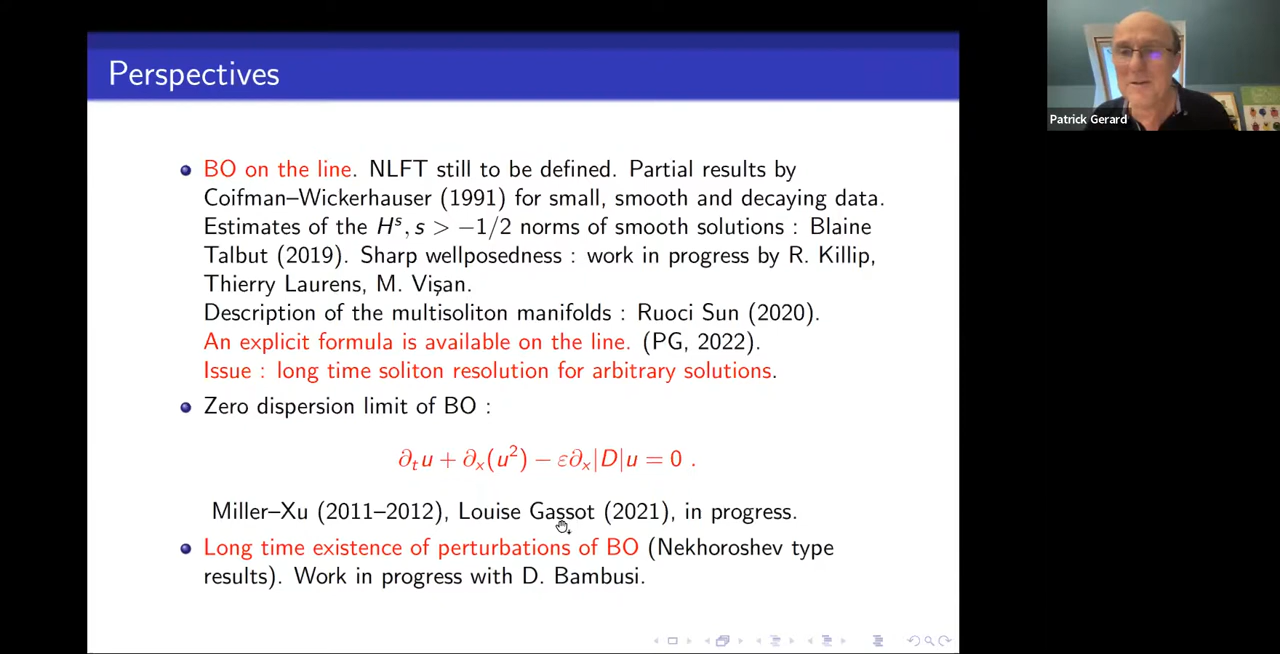 Perspectives
Patrick Gerard
BO on the line. NLFT still to be defined. Partial results by
Coifman–Wickerhauser (1991) for small, smooth and decaying data.
Estimates of the Hˢ, s > −1/2 norms of smooth solutions : Blaine
Talbut (2019). Sharp wellposedness : work in progress by R. Killip,
Thierry Laurens, M. Vişan.
Description of the multisoliton manifolds : Ruoci Sun (2020).
An explicit formula is available on the line. (PG, 2022).
Issue : long time soliton resolution for arbitrary solutions.
Zero dispersion limit of BO :
∂ₜu + ∂ₓ(u²) − ε∂ₓ|D|u = 0 .
Miller–Xu (2011–2012), Louise Gassot (2021), in progress.
Long time existence of perturbations of BO (Nekhoroshev type
results). Work in progress with D. Bambusi.